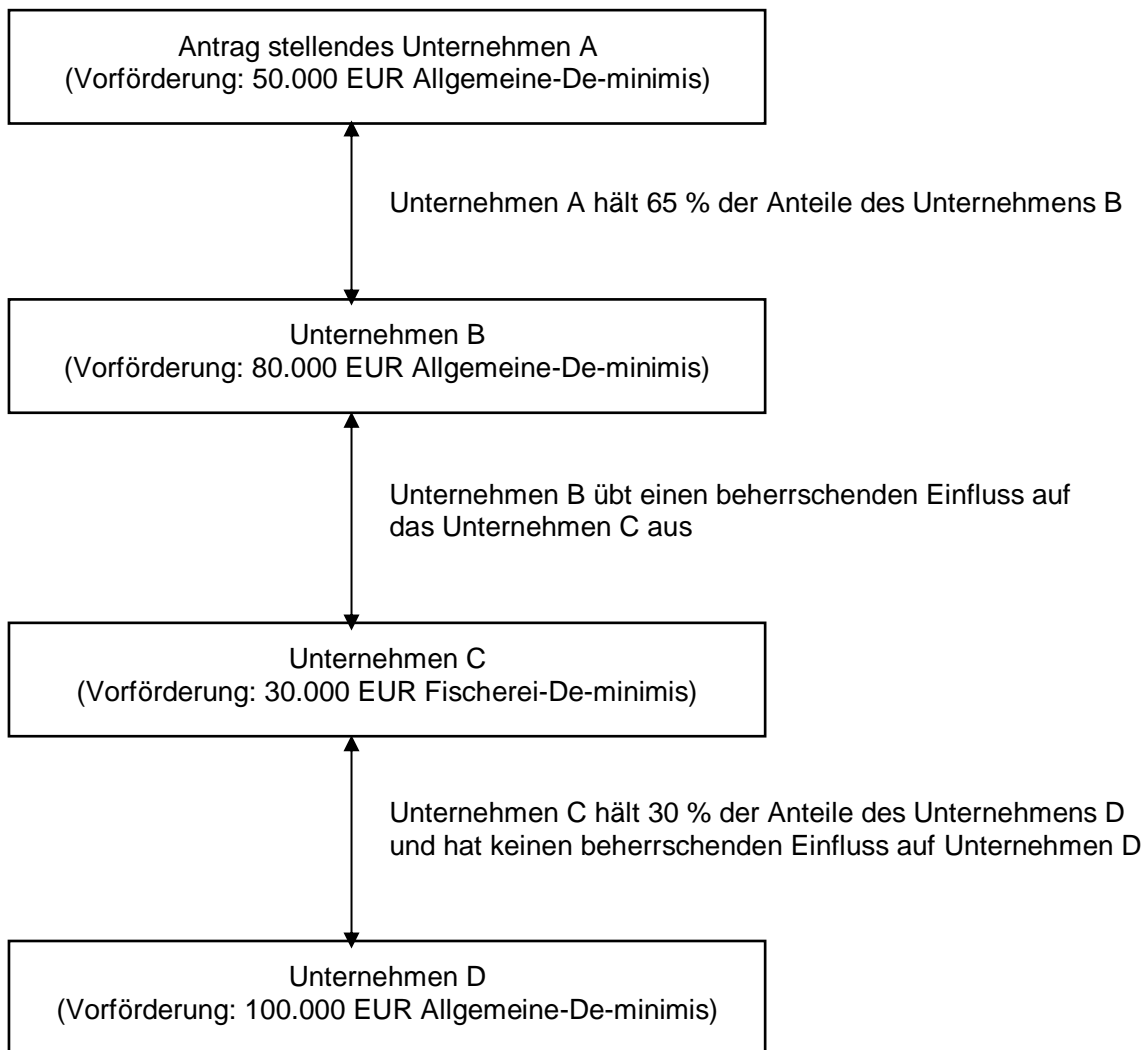 Antrag stellendes Unternehmen A
(Vorförderung: 50.000 EUR Allgemeine-De-minimis)
Unternehmen A hält 65 % der Anteile des Unternehmens B
Unternehmen B
(Vorförderung: 80.000 EUR Allgemeine-De-minimis)
Unternehmen B übt einen beherrschenden Einfluss auf
das Unternehmen C aus
Unternehmen C
(Vorförderung: 30.000 EUR Fischerei-De-minimis)
Unternehmen C hält 30 % der Anteile des Unternehmens D
und hat keinen beherrschenden Einfluss auf Unternehmen D
Unternehmen D
(Vorförderung: 100.000 EUR Allgemeine-De-minimis)